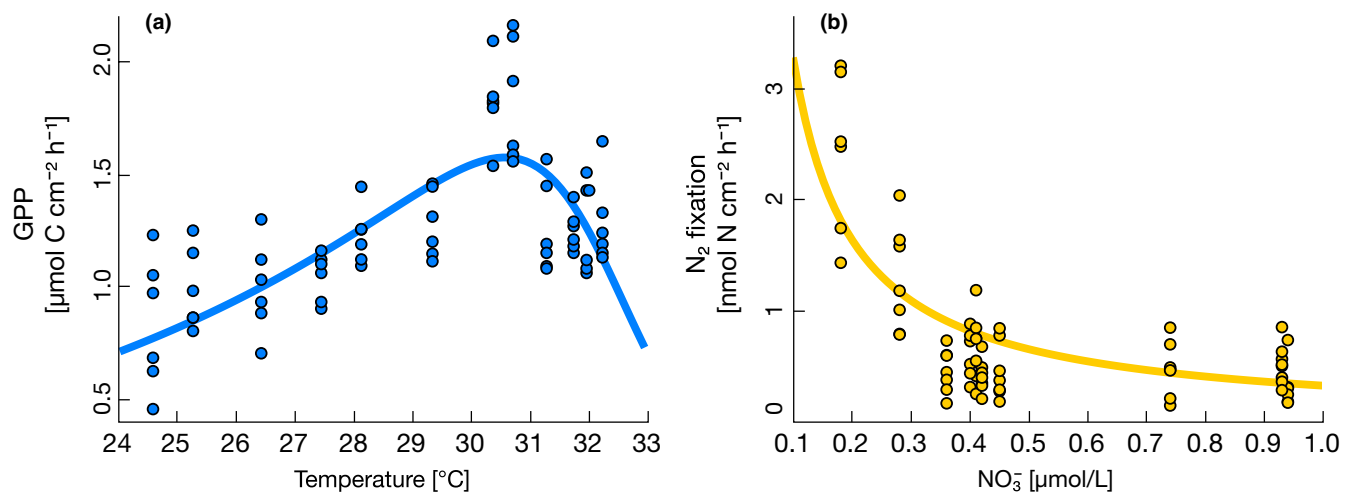 (a)
GPP
[µmol C cm⁻² h⁻¹]
2.0
1.5
1.0
0.5
24 25 26 27 28 29 30 31 32 33
Temperature [°C]
(b)
N₂ fixation
[nmol N cm⁻² h⁻¹]
3
2
1
0
0.1 0.2 0.3 0.4 0.5 0.6 0.7 0.8 0.9 1.0
NO₃⁻ [µmol/L]